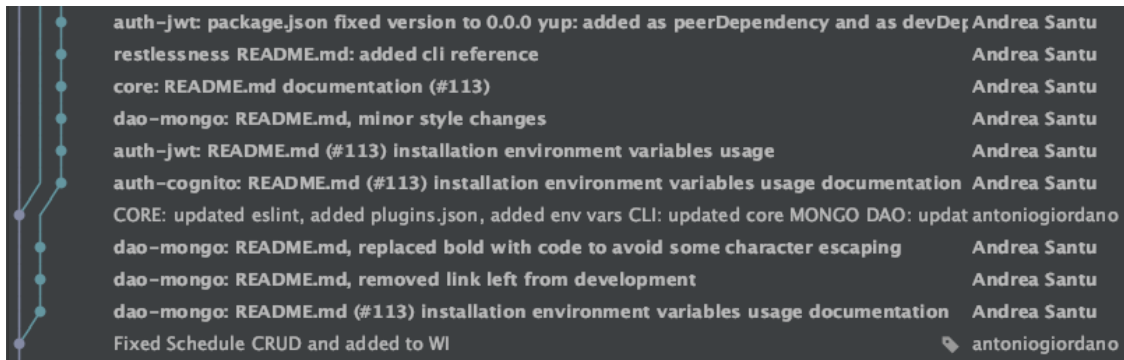 auth-jwt: package.json fixed version to 0.0.0 yup: added as peerDependency and as devDep Andrea Santu
restlessness README.md: added cli reference Andrea Santu
core: README.md documentation (#113) Andrea Santu
dao-mongo: README.md, minor style changes Andrea Santu
auth-jwt: README.md (#113) installation environment variables usage Andrea Santu
auth-cognito: README.md (#113) installation environment variables usage documentation Andrea Santu
CORE: updated eslint, added plugins.json, added env vars CLI: updated core MONGO DAO: updat antoniogiordano
dao-mongo: README.md, replaced bold with code to avoid some character escaping Andrea Santu
dao-mongo: README.md, removed link left from development Andrea Santu
dao-mongo: README.md (#113) installation environment variables usage documentation Andrea Santu
Fixed Schedule CRUD and added to WI antoniogiordano